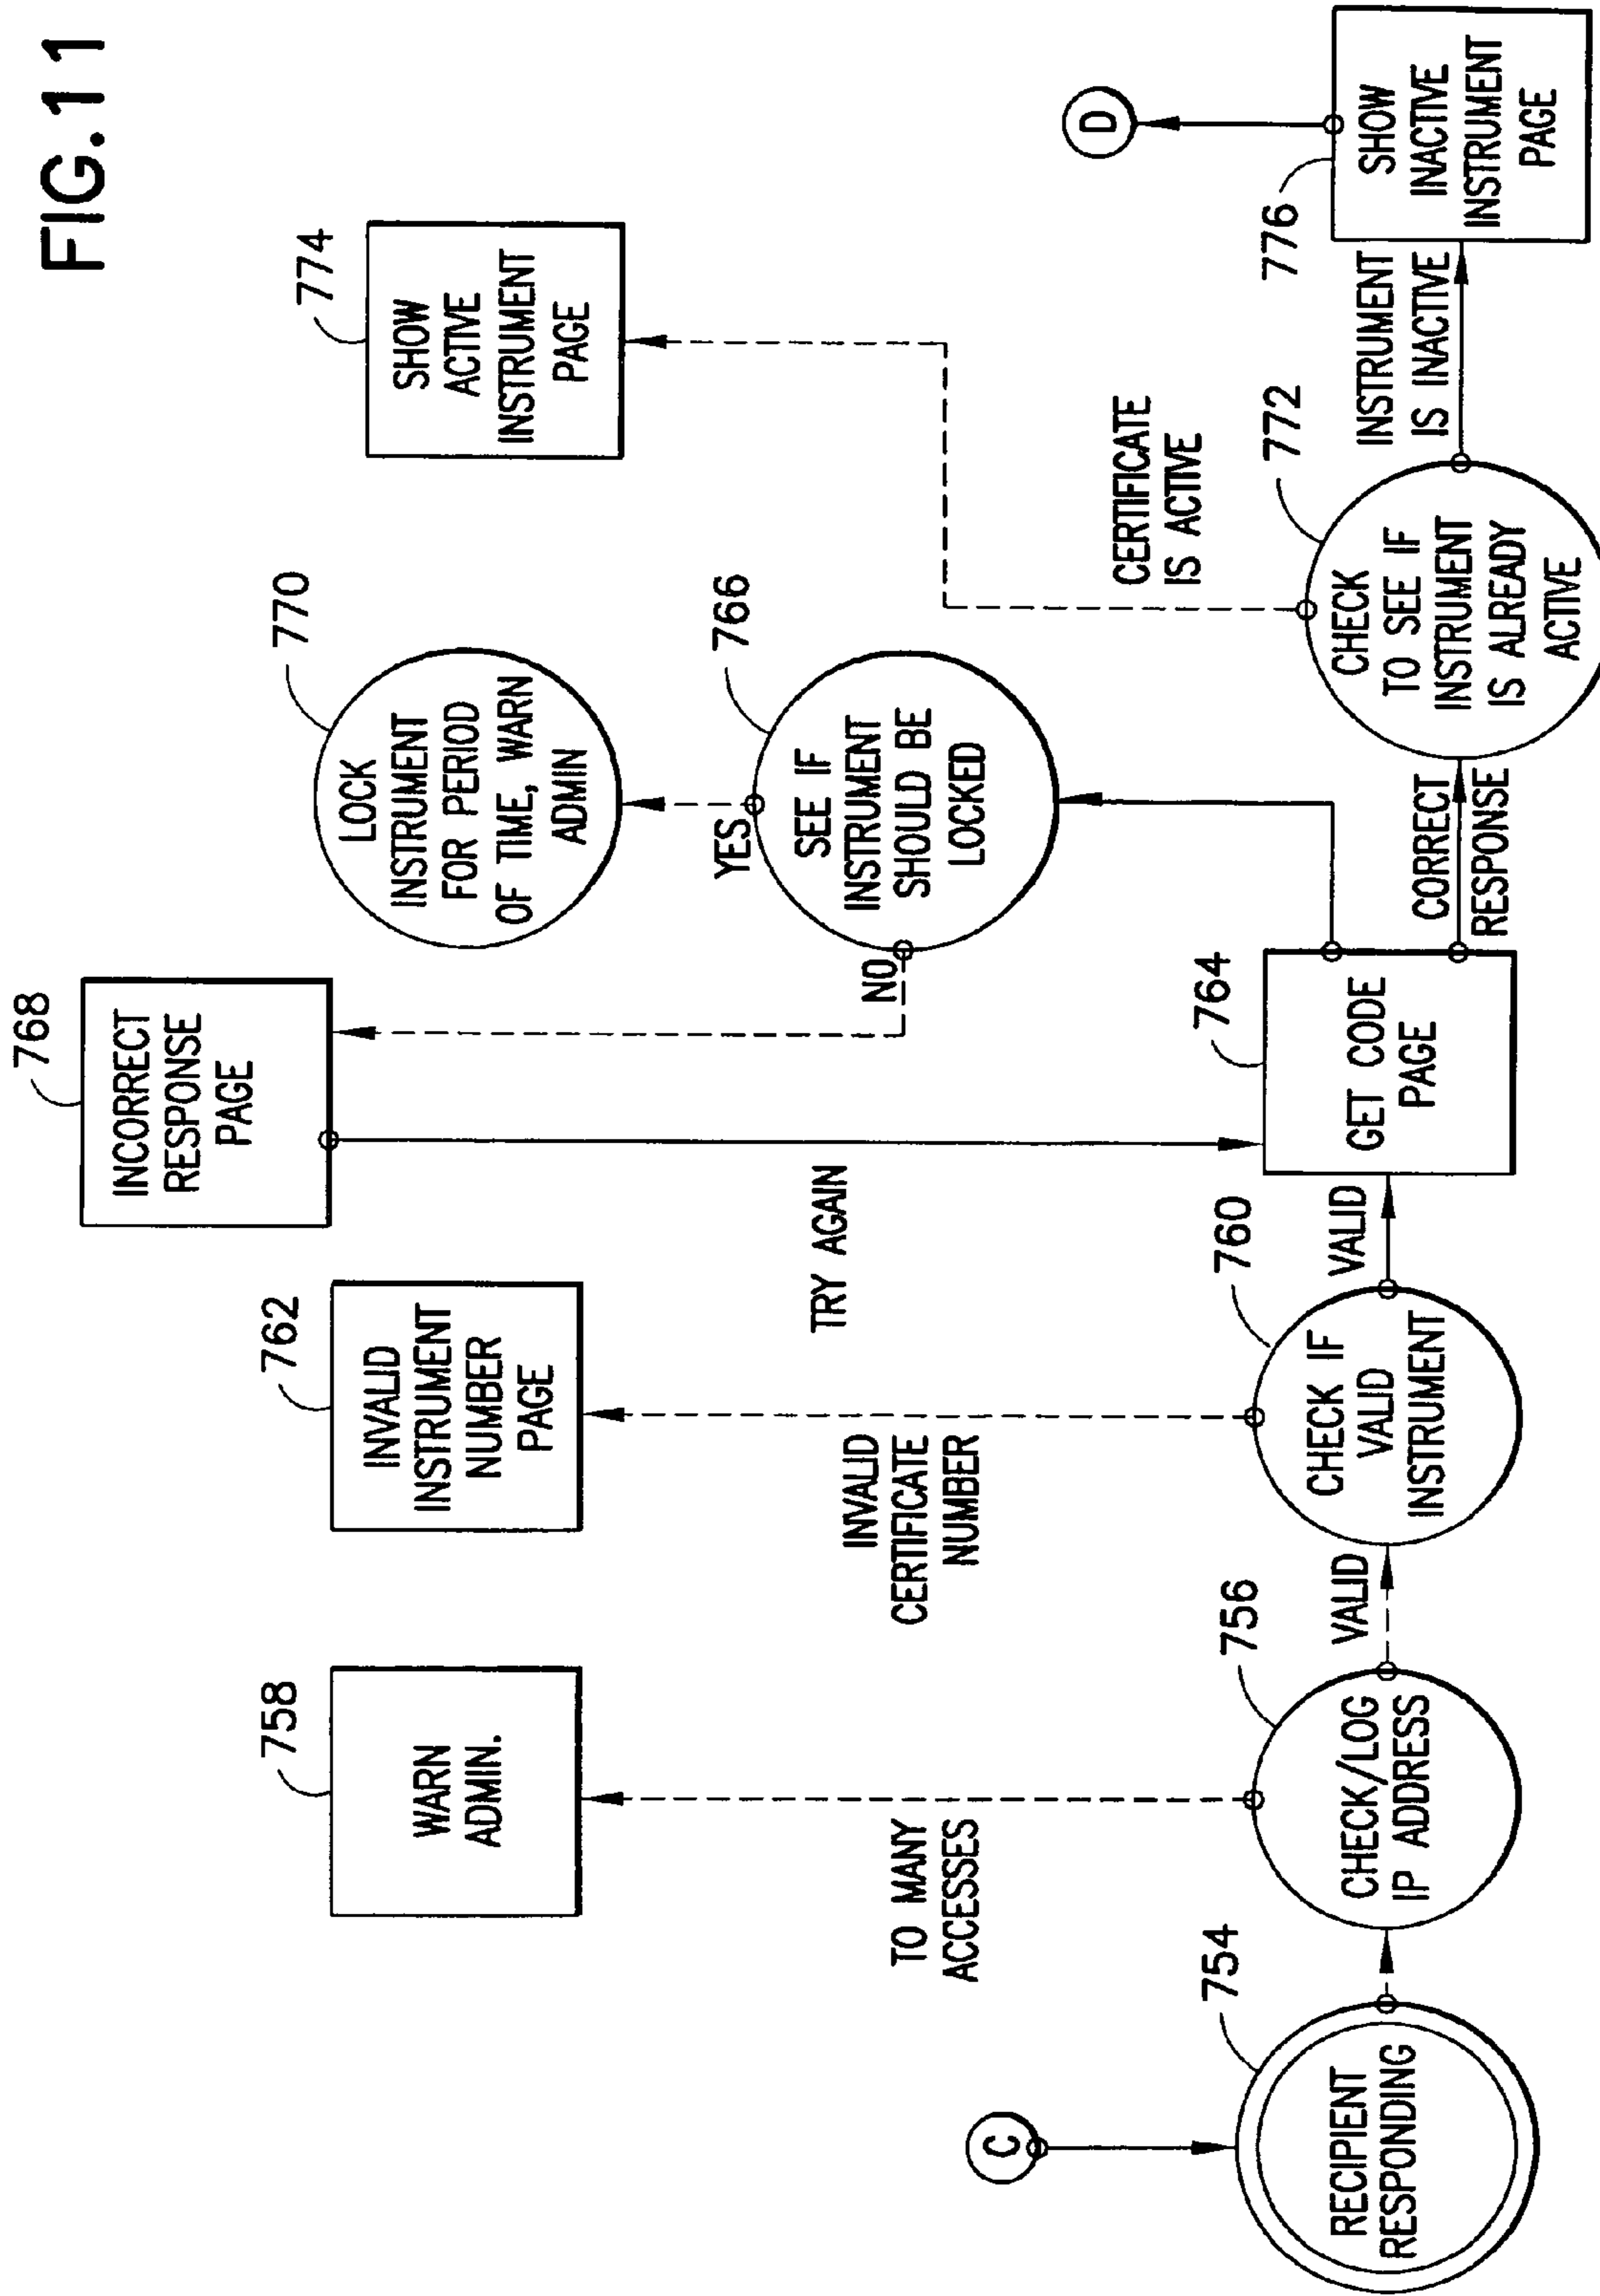 FIG.11
768
INCORRECT
RESPONSE
PAGE
770
LOCK
INSTRUMENT
FOR PERIOD
OF TIME, WARN
ADMIN
774
SHOW
ACTIVE
INSTRUMENT
PAGE
758
WARN
ADMIN.
762
INVALID
INSTRUMENT
NUMBER
PAGE
NO
YES
766
SEE IF
INSTRUMENT
SHOULD BE
LOCKED
TO MANY
ACCESSES
INVALID
CERTIFICATE
NUMBER
TRY AGAIN
CERTIFICATE
IS ACTIVE
C
D
754
RECIPIENT
RESPONDING
756
CHECK/LOG
IP ADDRESS
VALID
760
CHECK IF
VALID
INSTRUMENT
VALID
764
GET CODE
PAGE
CORRECT
RESPONSE
772
CHECK
TO SEE IF
INSTRUMENT
IS ALREADY
ACTIVE
INSTRUMENT
IS INACTIVE
776
SHOW
INACTIVE
INSTRUMENT
PAGE